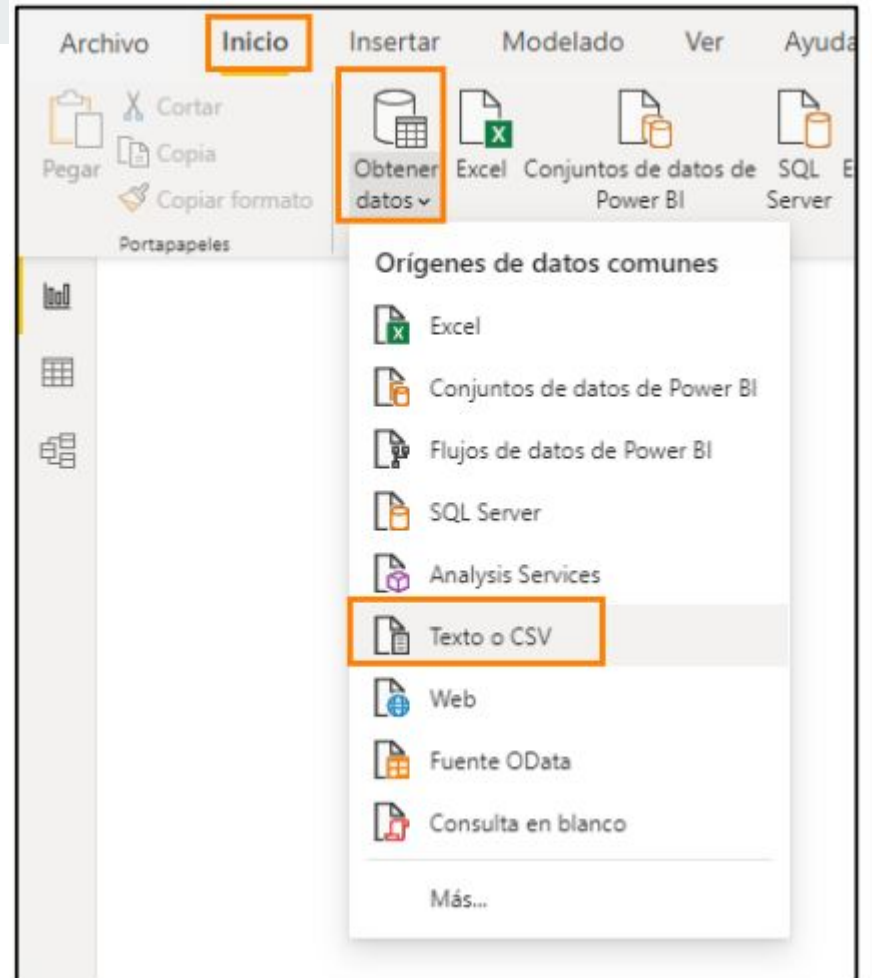 Archivo Inicio Insertar Modelado Ver Ayuda
Pegar
Cortar
Copia
Copiar formato
Portapapeles
Obtener
datos
Excel
Conjuntos de datos de
Power BI
SQL
Server
Orígenes de datos comunes
Excel
Conjuntos de datos de Power BI
Flujos de datos de Power BI
SQL Server
Analysis Services
Texto o CSV
Web
Fuente OData
Consulta en blanco
Más...